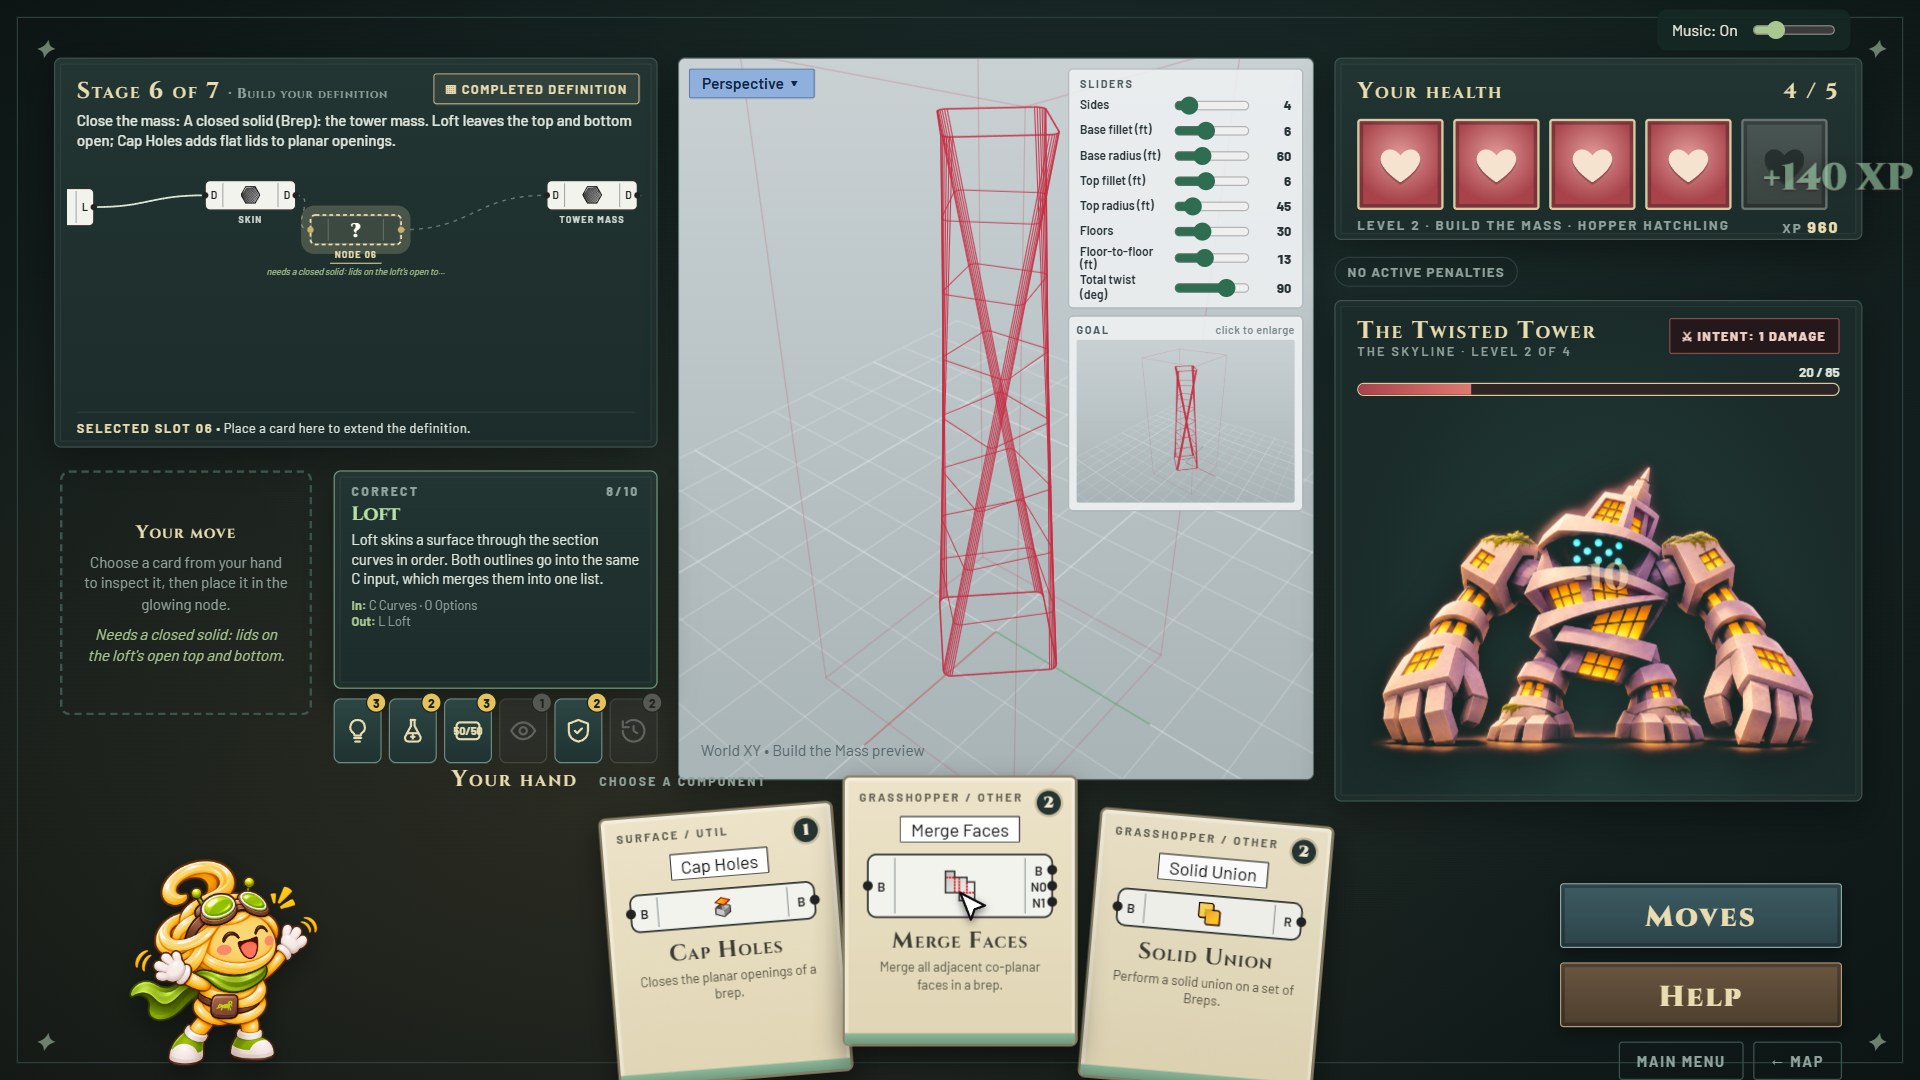 Music: On
STAGE 6 OF 7 · BUILD YOUR DEFINITION
COMPLETED DEFINITION
Close the mass: A closed solid (Brep): the tower mass. Loft leaves the top and bottom
open; Cap Holes adds flat lids to planar openings.
L
D D
SKIN
?
NODE 06
needs a closed solid: lids on the loft's open to...
D D
TOWER MASS
SELECTED SLOT 06 • Place a card here to extend the definition.
YOUR MOVE
Choose a card from your hand
to inspect it, then place it in the
glowing node.
Needs a closed solid: lids on
the loft's open top and bottom.
CORRECT 8/10
LOFT
Loft skins a surface through the section
curves in order. Both outlines go into the same
C input, which merges them into one list.
In: C Curves · O Options
Out: L Loft
3 2 3 1 2 2
50/50
YOUR HAND CHOOSE A COMPONENT
Perspective ▼
SLIDERS
Sides 4
Base fillet (ft) 6
Base radius (ft) 60
Top fillet (ft) 6
Top radius (ft) 45
Floors 30
Floor-to-floor
(ft) 13
Total twist
(deg) 90
GOAL click to enlarge
World XY • Build the Mass preview
YOUR HEALTH 4 / 5
+140 XP
LEVEL 2 · BUILD THE MASS · HOPPER HATCHLING XP 960
NO ACTIVE PENALTIES
THE TWISTED TOWER
INTENT: 1 DAMAGE
THE SKYLINE · LEVEL 2 OF 4
20 / 85
-10
SURFACE / UTIL 1
Cap Holes
B B
CAP HOLES
Closes the planar openings of a
brep.
GRASSHOPPER / OTHER 2
Merge Faces
B B
N0
N1
MERGE FACES
Merge all adjacent co-planar
faces in a brep.
GRASSHOPPER / OTHER 2
Solid Union
B R
SOLID UNION
Perform a solid union on a set of
Breps.
MOVES
HELP
MAIN MENU
← MAP